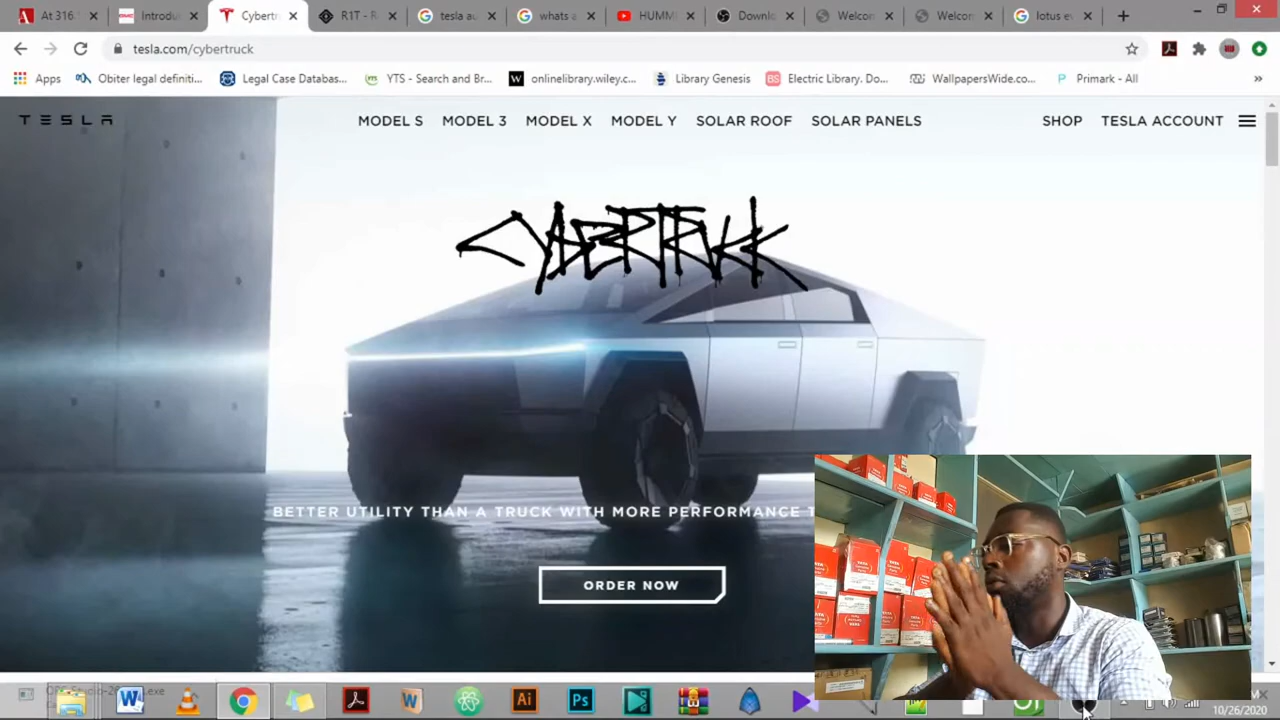 At 316.
Introdu
Cybert
R1T - R
tesla au
whats a
HUMMI
Downlo
Welcon
Welcon
lotus ev
tesla.com/cybertruck
Apps
Obiter legal definiti...
Legal Case Databas...
YTS - Search and Br...
onlinelibrary.wiley.c...
Library Genesis
Electric Library. Do...
WallpapersWide.co...
Primark - All
TESLA
MODEL S
MODEL 3
MODEL X
MODEL Y
SOLAR ROOF
SOLAR PANELS
SHOP
TESLA ACCOUNT
CYBERTRUCK
BETTER UTILITY THAN A TRUCK WITH MORE PERFORMANCE T
ORDER NOW
10/26/2020